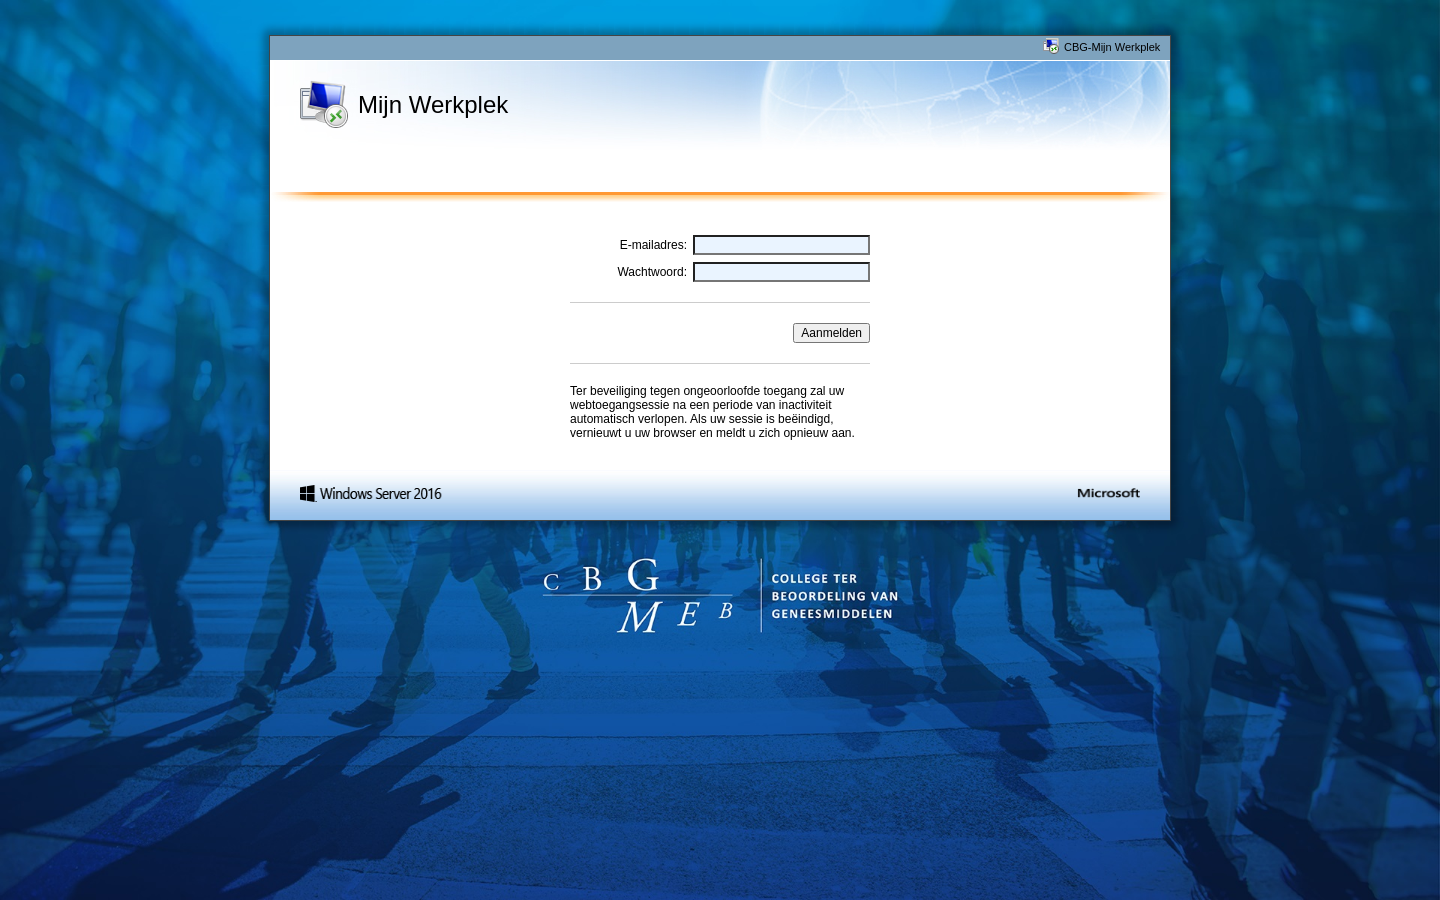 CBG-Mijn Werkplek
Mijn Werkplek
E-mailadres:
Wachtwoord:
Aanmelden
Ter beveiliging tegen ongeoorloofde toegang zal uw
webtoegangsessie na een periode van inactiviteit
automatisch verlopen. Als uw sessie is beëindigd,
vernieuwt u uw browser en meldt u zich opnieuw aan.
Windows Server 2016
Microsoft
C B G
M E B
COLLEGE TER
BEOORDELING VAN
GENEESMIDDELEN